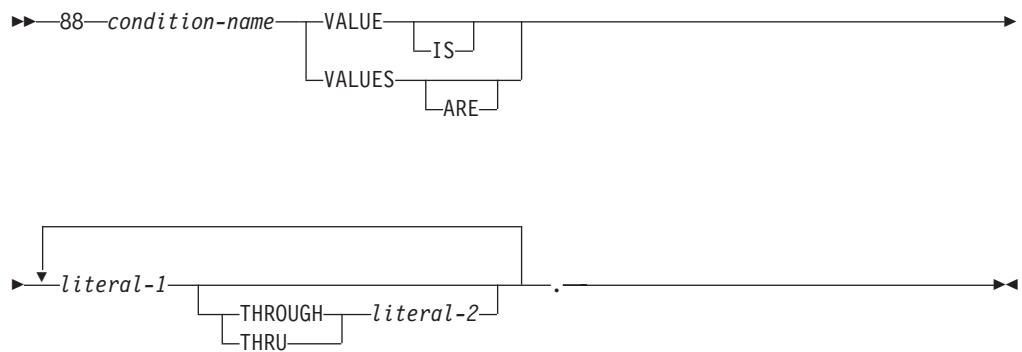 88 condition-name VALUE
IS
VALUES
ARE
literal-1 .
THROUGH literal-2
THRU